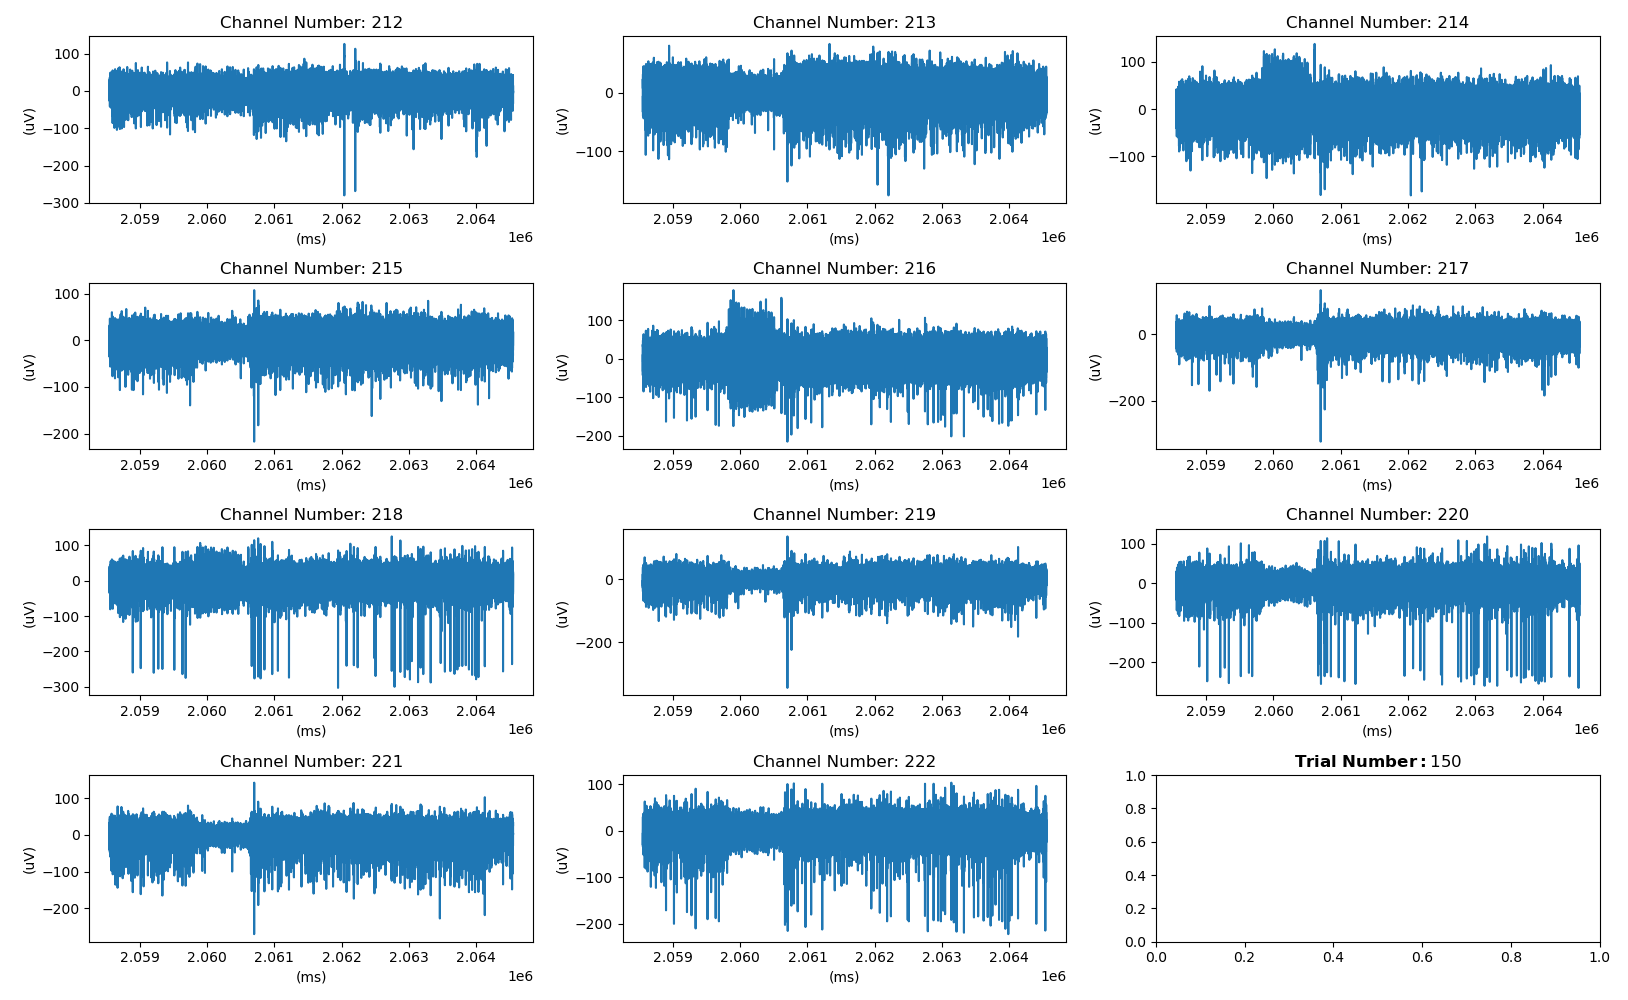 Channel Number: 212
100
0
−100
−200
−300
(uV)
2.059 2.060 2.061 2.062 2.063 2.064
(ms)
1e6
Channel Number: 213
0
−100
(uV)
2.059 2.060 2.061 2.062 2.063 2.064
(ms)
1e6
Channel Number: 214
100
0
−100
(uV)
2.059 2.060 2.061 2.062 2.063 2.064
(ms)
1e6
Channel Number: 215
100
0
−100
−200
(uV)
2.059 2.060 2.061 2.062 2.063 2.064
(ms)
1e6
Channel Number: 216
100
0
−100
−200
(uV)
2.059 2.060 2.061 2.062 2.063 2.064
(ms)
1e6
Channel Number: 217
0
−200
(uV)
2.059 2.060 2.061 2.062 2.063 2.064
(ms)
1e6
Channel Number: 218
100
0
−100
−200
−300
(uV)
2.059 2.060 2.061 2.062 2.063 2.064
(ms)
1e6
Channel Number: 219
0
−200
(uV)
2.059 2.060 2.061 2.062 2.063 2.064
(ms)
1e6
Channel Number: 220
100
0
−100
−200
(uV)
2.059 2.060 2.061 2.062 2.063 2.064
(ms)
1e6
Channel Number: 221
100
0
−100
−200
(uV)
2.059 2.060 2.061 2.062 2.063 2.064
(ms)
1e6
Channel Number: 222
100
0
−100
−200
(uV)
2.059 2.060 2.061 2.062 2.063 2.064
(ms)
1e6
Trial Number: 150
1.0
0.8
0.6
0.4
0.2
0.0
0.0 0.2 0.4 0.6 0.8 1.0